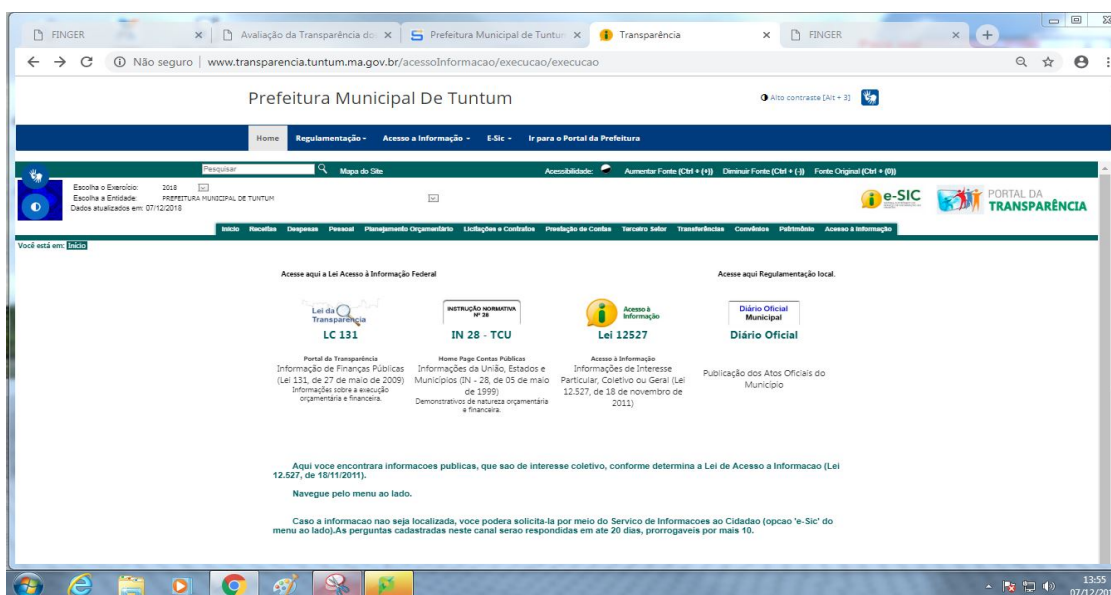 FINGER
Avaliação da Transparência do
Prefeitura Municipal de Tuntum
Transparência
FINGER
Não seguro | www.transparencia.tuntum.ma.gov.br/acessoInformacao/execucao/execucao
Prefeitura Municipal De Tuntum
Alto contraste [Alt + 3]
Home Regulamentação Acesso a Informação E-Sic Ir para o Portal da Prefeitura
Pesquisar Mapa do Site Acessibilidade: Aumentar Fonte (Ctrl + (+)) Diminuir Fonte (Ctrl + (-)) Fonte Original (Ctrl + (0))
Escolha o Exercício: 2018
Escolha a Entidade: PREFEITURA MUNICIPAL DE TUNTUM
Dados atualizados em: 07/12/2018
e-SIC
PORTAL DA
TRANSPARÊNCIA
Início Receitas Despesas Pessoal Planejamento Orçamentário Licitações e Contratos Prestação de Contas Terceiro Setor Transferências Convênios Patrimônio Acesso à Informação
Você está em: Início
Acesse aqui a Lei Acesso à Informação Federal
Acesse aqui Regulamentação local.
Lei da
Transparência
LC 131
Portal da Transparência
Informação de Finanças Públicas
(Lei 131, de 27 de maio de 2009)
Informações sobre a execução
orçamentária e financeira.
INSTRUÇÃO NORMATIVA
Nº 28
IN 28 - TCU
Home Page Contas Públicas
Informações da União, Estados e
Municípios (IN - 28, de 05 de maio
de 1999)
Demonstrativos de natureza orçamentária
e financeira.
Acesso à
Informação
Lei 12527
Acesso à Informação
Informações de Interesse
Particular, Coletivo ou Geral (Lei
12.527, de 18 de novembro de
2011)
Diário Oficial
Municipal
Diário Oficial
Publicação dos Atos Oficiais do
Município
Aqui voce encontrara informacoes publicas, que sao de interesse coletivo, conforme determina a Lei de Acesso a Informacao (Lei
12.527, de 18/11/2011).
Navegue pelo menu ao lado.
Caso a informacao nao seja localizada, voce podera solicita-la por meio do Servico de Informacoes ao Cidadao (opcao 'e-Sic' do
menu ao lado).As perguntas cadastradas neste canal serao respondidas em ate 20 dias, prorrogaveis por mais 10.
13:55
07/12/20